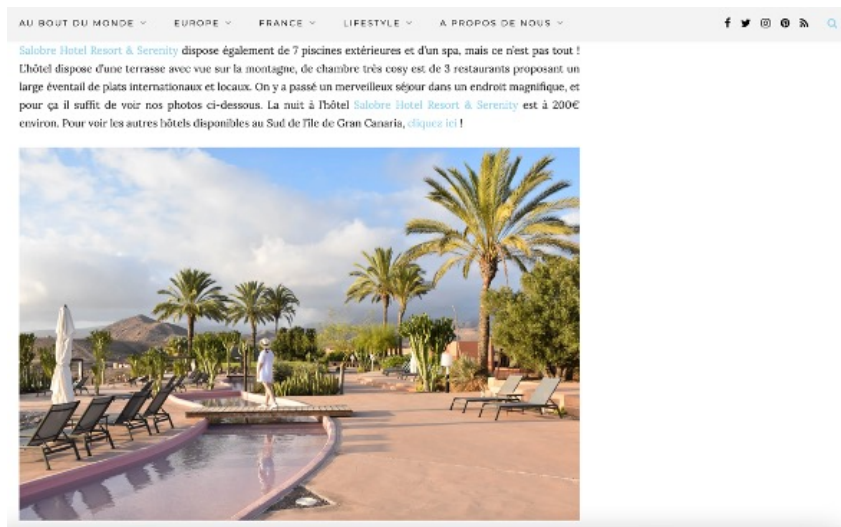 AU BOUT DU MONDE EUROPE FRANCE LIFESTYLE A PROPOS DE NOUS
Salobre Hotel Resort & Serenity dispose également de 7 piscines extérieures et d'un spa, mais ce n'est pas tout !
L'hôtel dispose d'une terrasse avec vue sur la montagne, de chambre très cosy est de 3 restaurants proposant un
large éventail de plats internationaux et locaux. On y a passé un merveilleux séjour dans un endroit magnifique, et
pour ça il suffit de voir nos photos ci-dessous. La nuit à l'hôtel Salobre Hotel Resort & Serenity est à 200€
environ. Pour voir les autres hôtels disponibles au Sud de l'île de Gran Canaria, cliquez ici !